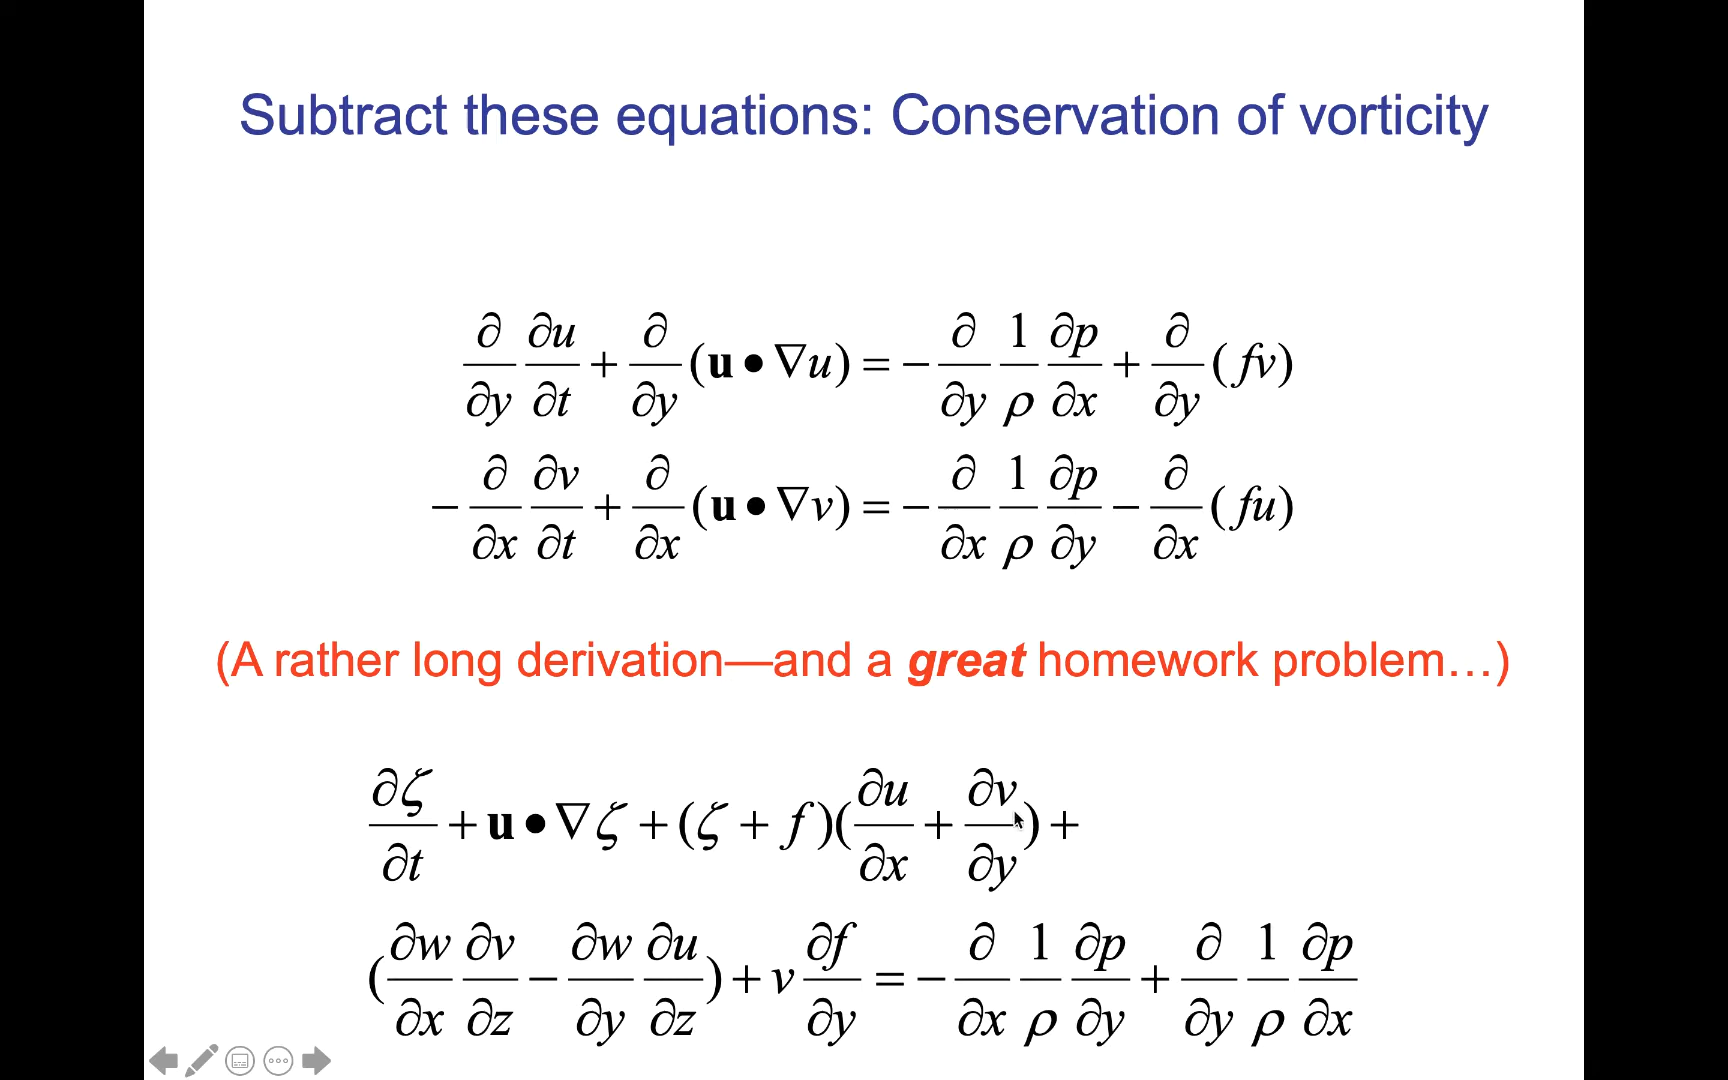 Subtract these equations: Conservation of vorticity
∂/∂y ∂u/∂t + ∂/∂y (𝐮 • ∇u) = − ∂/∂y 1/ρ ∂p/∂x + ∂/∂y (fv)
− ∂/∂x ∂v/∂t + ∂/∂x (𝐮 • ∇v) = − ∂/∂x 1/ρ ∂p/∂y − ∂/∂x (fu)
(A rather long derivation—and a great homework problem…)
∂ζ/∂t + 𝐮 • ∇ζ + (ζ + f)(∂u/∂x + ∂v/∂y) +
(∂w/∂x ∂v/∂z − ∂w/∂y ∂u/∂z) + v ∂f/∂y = − ∂/∂x 1/ρ ∂p/∂y + ∂/∂y 1/ρ ∂p/∂x